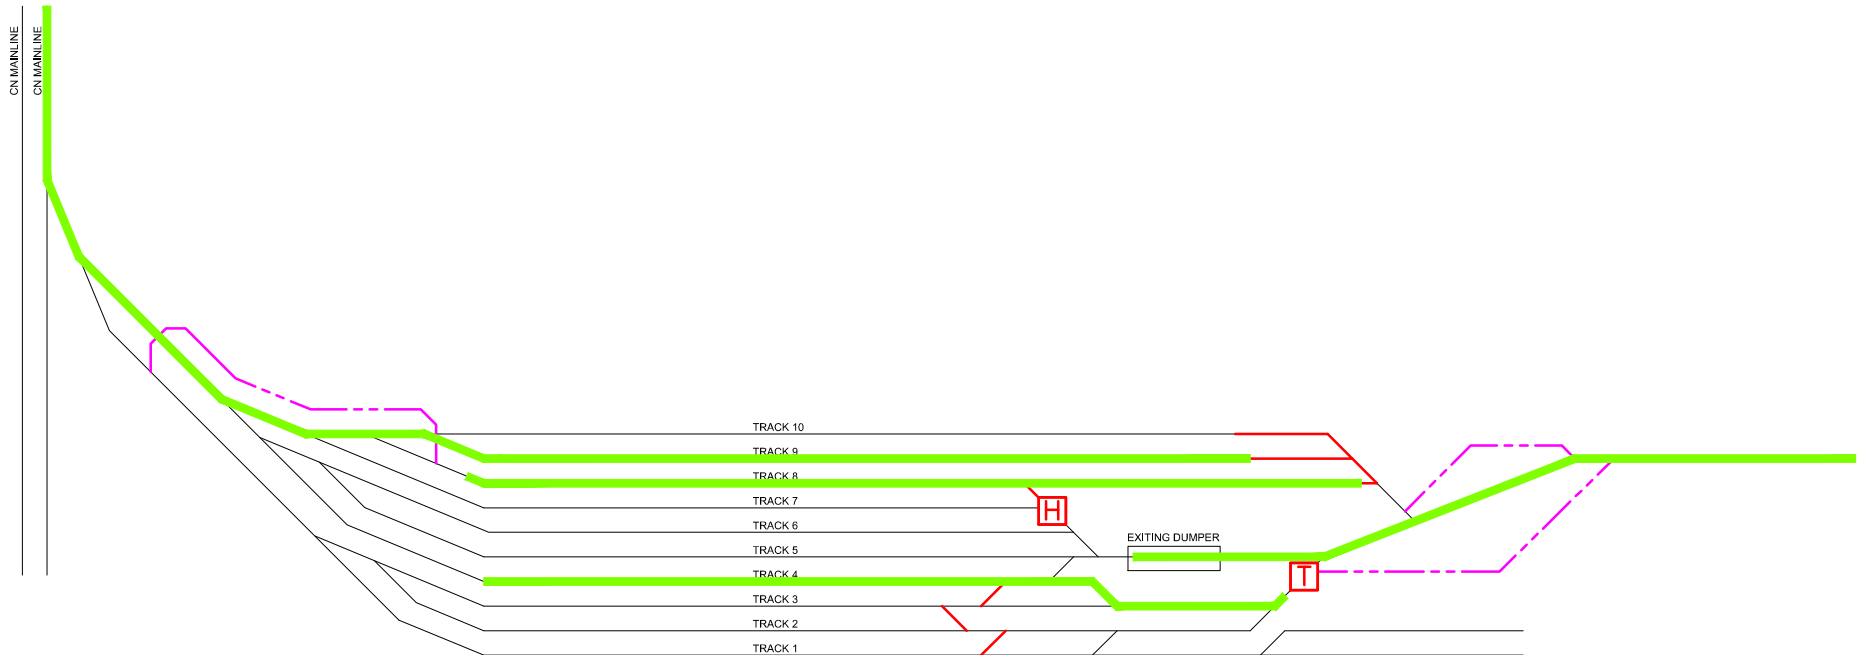 CN MAINLINE
CN MAINLINE
TRACK 10
TRACK 9
TRACK 8
TRACK 7
H
TRACK 6
EXITING DUMPER
TRACK 5
TRACK 4
T
TRACK 3
TRACK 2
TRACK 1